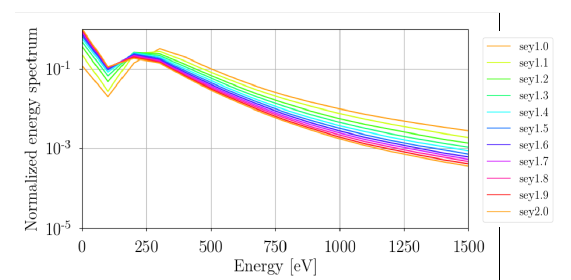 Normalized energy spectrum
10⁻¹
10⁻³
10⁻⁵
0 250 500 750 1000 1250 1500
Energy [eV]
sey1.0
sey1.1
sey1.2
sey1.3
sey1.4
sey1.5
sey1.6
sey1.7
sey1.8
sey1.9
sey2.0